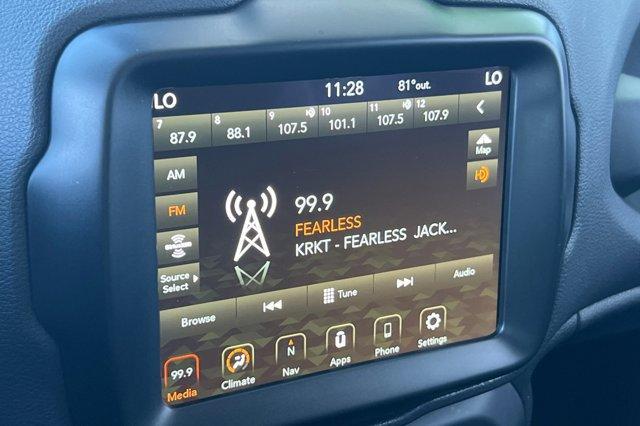 LO 11:28 81° out. LO
7 87.9 8 88.1 9 107.5 10 101.1 11 107.5 12 107.9
AM
Map
FM
99.9
FEARLESS
KRKT - FEARLESS JACK...
Source Select
Browse Tune Audio
99.9 N
Media Climate Nav Apps Phone Settings